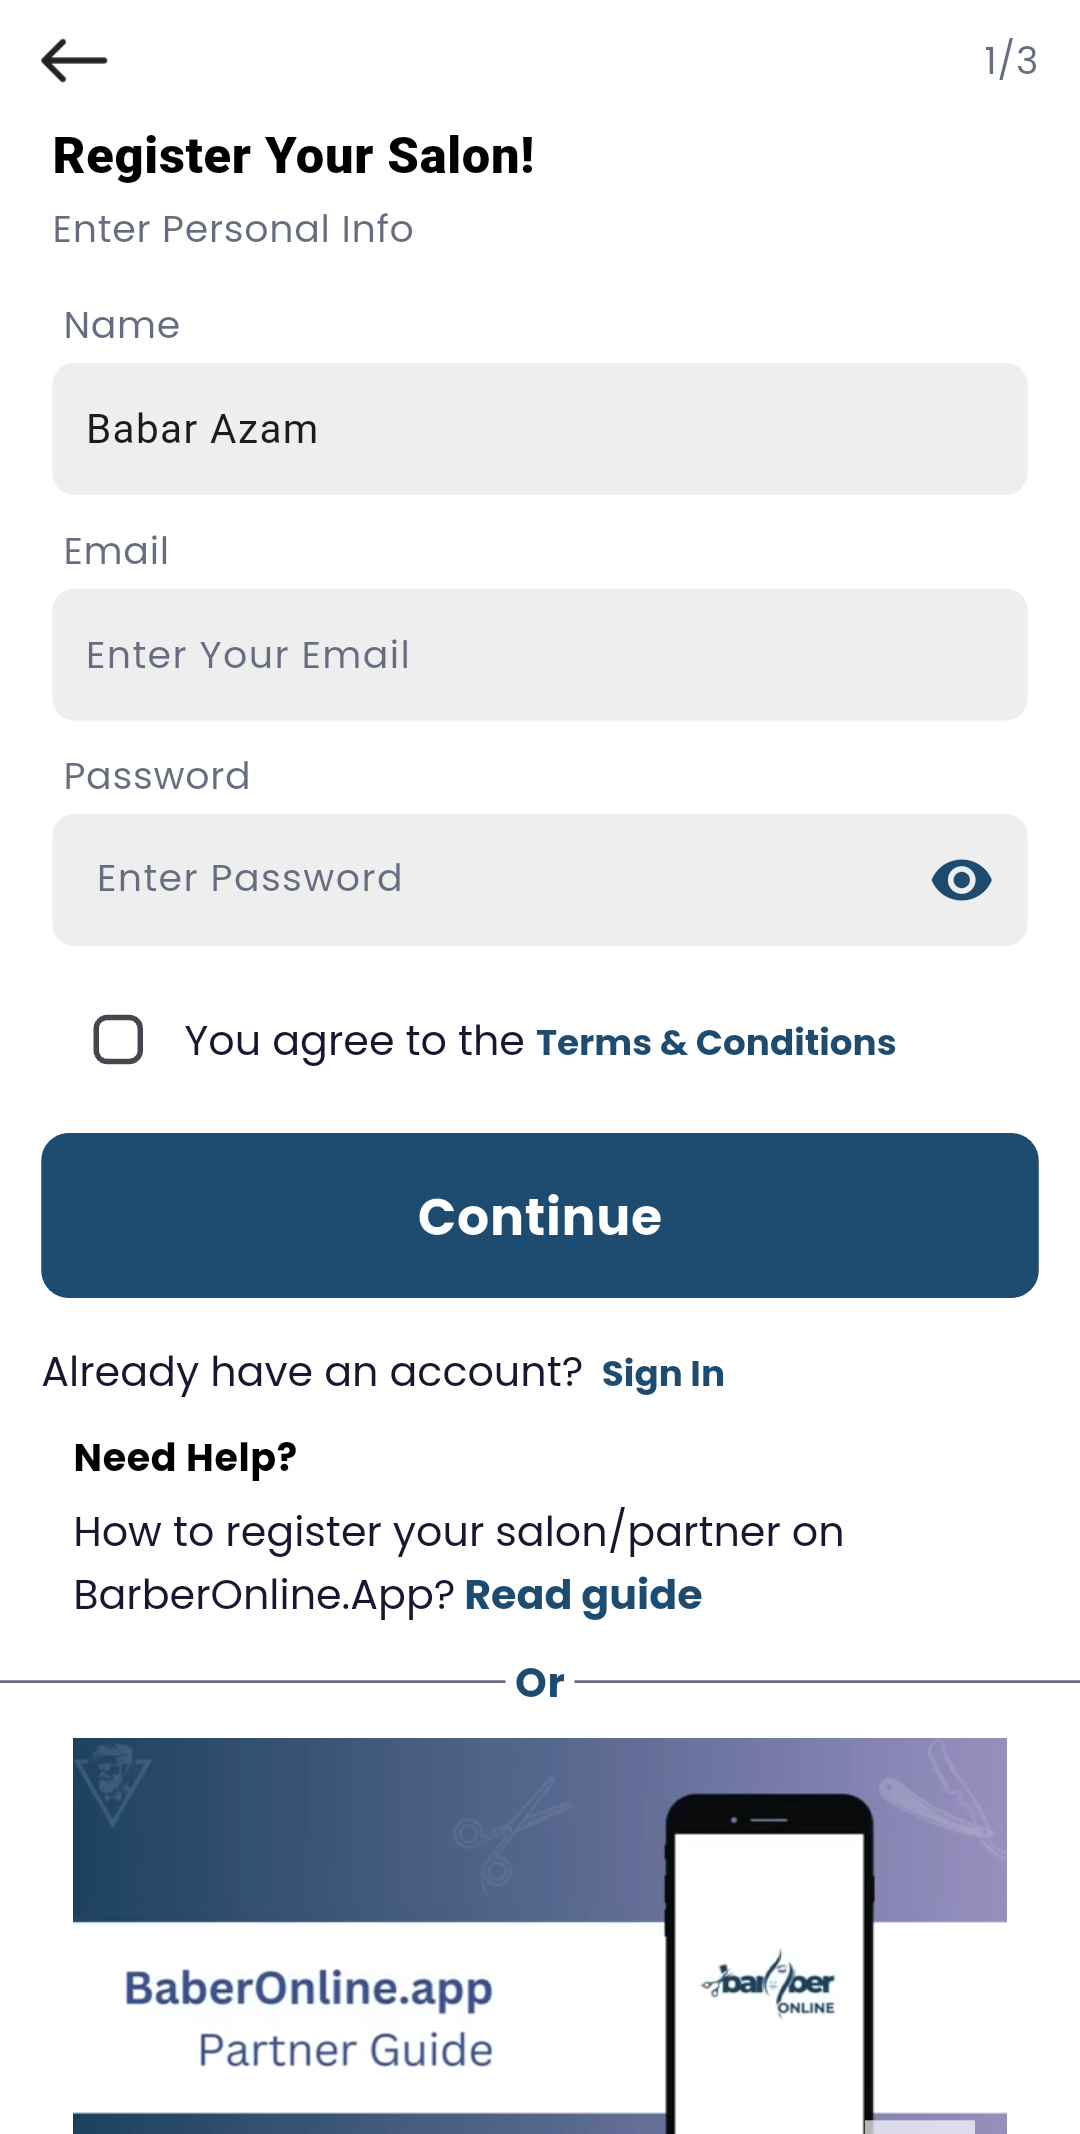 1/3
Register Your Salon!
Enter Personal Info
Name
Babar Azam
Email
Enter Your Email
Password
Enter Password
You agree to the Terms & Conditions
Continue
Already have an account? Sign In
Need Help?
How to register your salon/partner on
BarberOnline.App? Read guide
Or
BaberOnline.app
Partner Guide
barber
ONLINE